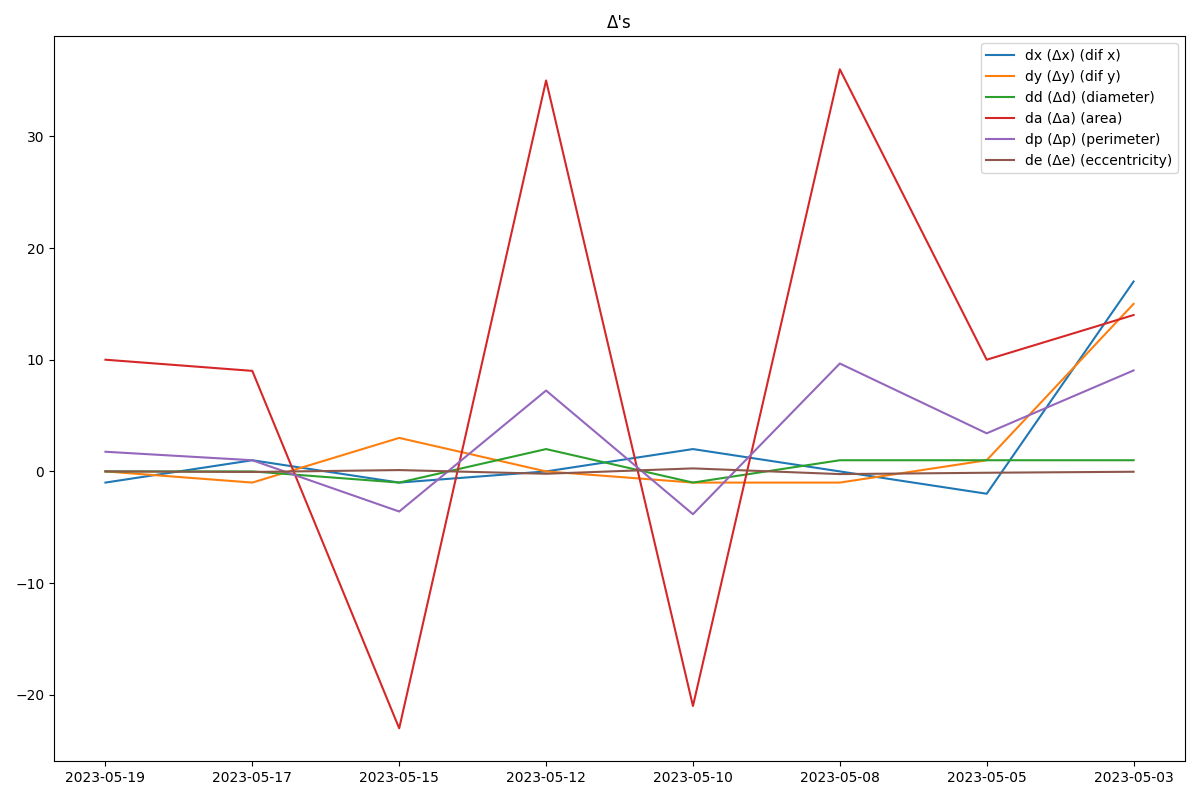 Δ's
dx (Δx) (dif x)
dy (Δy) (dif y)
dd (Δd) (diameter)
da (Δa) (area)
dp (Δp) (perimeter)
de (Δe) (eccentricity)
30
20
10
0
−10
−20
2023-05-19 2023-05-17 2023-05-15 2023-05-12 2023-05-10 2023-05-08 2023-05-05 2023-05-03